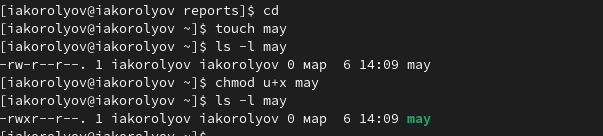 [iakorolyov@iakorolyov reports]$ cd
[iakorolyov@iakorolyov ~]$ touch may
[iakorolyov@iakorolyov ~]$ ls -l may
-rw-r--r--. 1 iakorolyov iakorolyov 0 мар  6 14:09 may
[iakorolyov@iakorolyov ~]$ chmod u+x may
[iakorolyov@iakorolyov ~]$ ls -l may
-rwxr--r--. 1 iakorolyov iakorolyov 0 мар  6 14:09 may